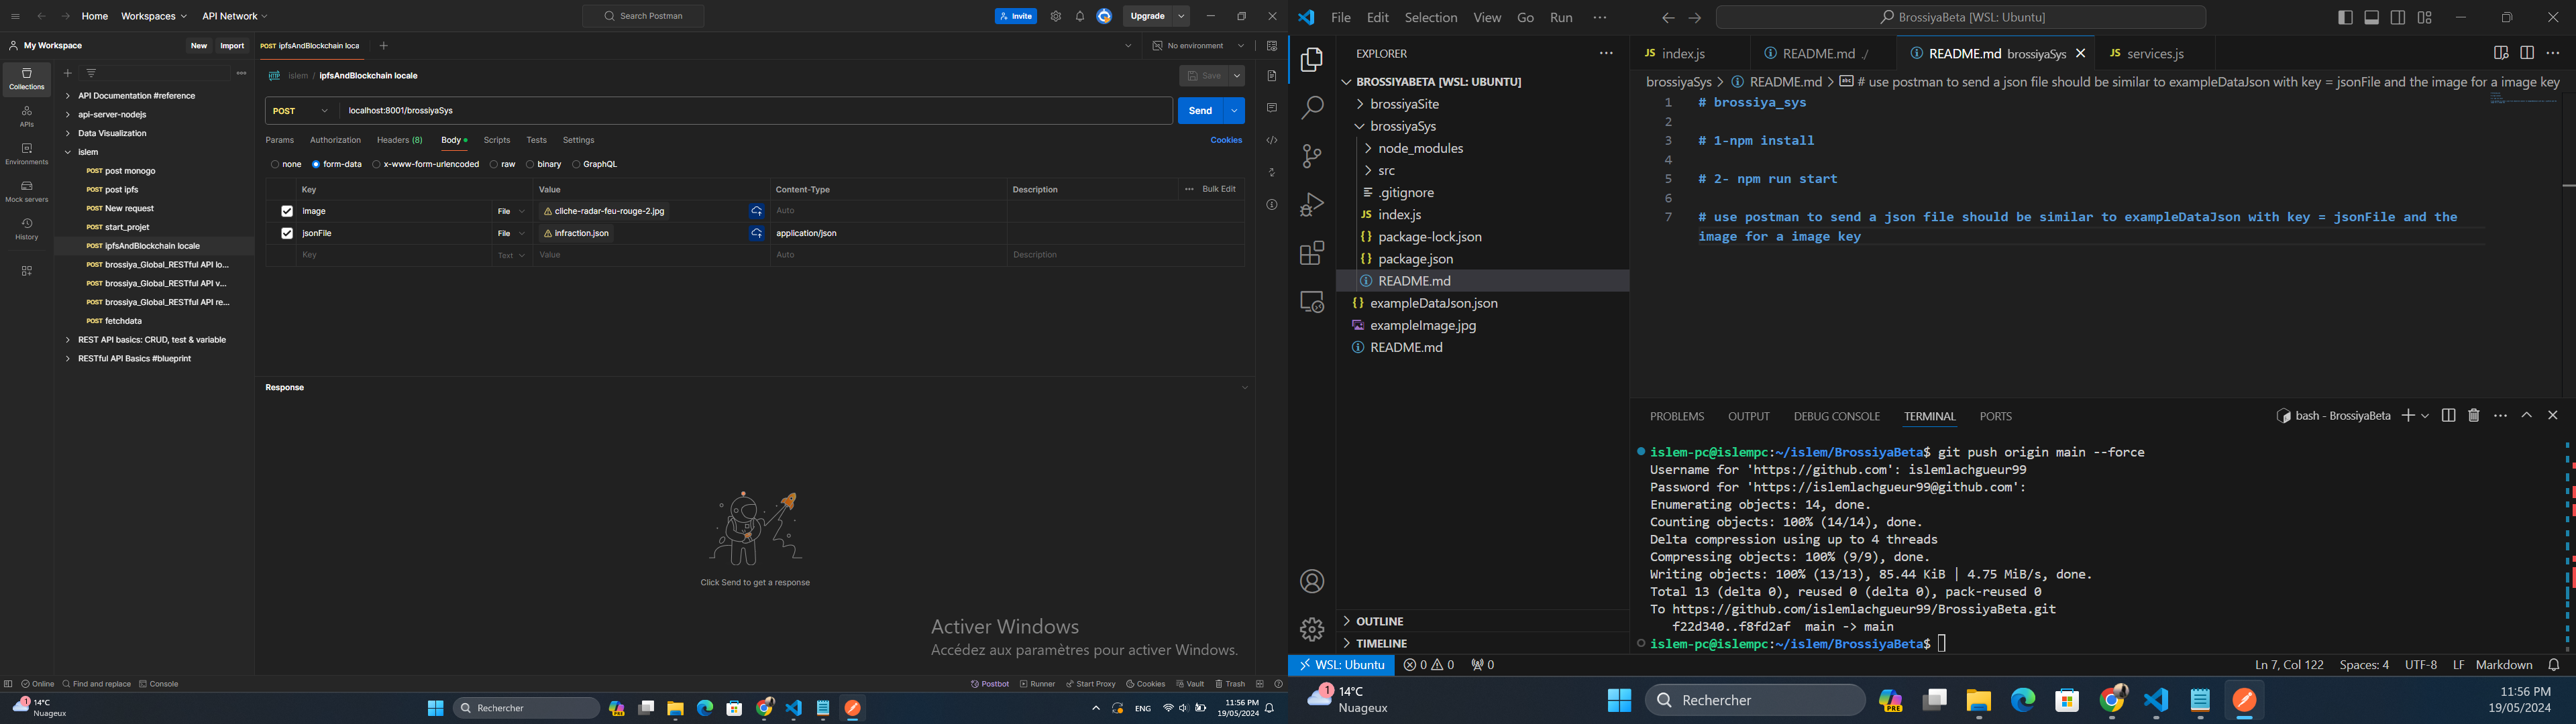 Home Workspaces API Network Search Postman Invite Upgrade
My Workspace New Import POST ipfsAndBlockchain loca No environment
Collections
APIs
Environments
Mock servers
History
API Documentation #reference
api-server-nodejs
Data Visualization
islem
POST post monogo
POST post ipfs
POST New request
POST start_projet
POST ipfsAndBlockchain locale
POST brossiya_Global_RESTful API lo...
POST brossiya_Global_RESTful API v...
POST brossiya_Global_RESTful API re...
POST fetchdata
REST API basics: CRUD, test & variable
RESTful API Basics #blueprint
HTTP islem / ipfsAndBlockchain locale Save
POST localhost:8001/brossiyaSys Send
Params Authorization Headers (8) Body Scripts Tests Settings Cookies
none form-data x-www-form-urlencoded raw binary GraphQL
Key Value Content-Type Description Bulk Edit
image File cliche-radar-feu-rouge-2.jpg Auto
jsonFile File infraction.json application/json
Key Text Value Auto Description
Response
Click Send to get a response
Activer Windows
Accédez aux paramètres pour activer Windows.
Online Find and replace Console Postbot Runner Start Proxy Cookies Vault Trash
1 14°C
Nuageux
Rechercher
PRE
ENG
11:56 PM
19/05/2024
File Edit Selection View Go Run ... BrossiyaBeta [WSL: Ubuntu]
EXPLORER
BROSSIYABETA [WSL: UBUNTU]
brossiyaSite
brossiyaSys
node_modules
src
.gitignore
JS index.js
{} package-lock.json
{} package.json
README.md
{} exampleDataJson.json
exampleImage.jpg
README.md
OUTLINE
TIMELINE
JS index.js README.md ./ README.md brossiyaSys JS services.js
brossiyaSys > README.md > # use postman to send a json file should be similar to exampleDataJson with key = jsonFile and the image for a image key
1 # brossiya_sys
2
3 # 1-npm install
4
5 # 2- npm run start
6
7 # use postman to send a json file should be similar to exampleDataJson with key = jsonFile and the
image for a image key
PROBLEMS OUTPUT DEBUG CONSOLE TERMINAL PORTS bash - BrossiyaBeta
islem-pc@islempc:~/islem/BrossiyaBeta$ git push origin main --force
Username for 'https://github.com': islemlachgueur99
Password for 'https://islemlachgueur99@github.com':
Enumerating objects: 14, done.
Counting objects: 100% (14/14), done.
Delta compression using up to 4 threads
Compressing objects: 100% (9/9), done.
Writing objects: 100% (13/13), 85.44 KiB | 4.75 MiB/s, done.
Total 13 (delta 0), reused 0 (delta 0), pack-reused 0
To https://github.com/islemlachgueur99/BrossiyaBeta.git
f22d340..f8fd2af main -> main
islem-pc@islempc:~/islem/BrossiyaBeta$
WSL: Ubuntu 0 0 0 Ln 7, Col 122 Spaces: 4 UTF-8 LF Markdown
1 14°C
Nuageux
Rechercher
PRE
11:56 PM
19/05/2024